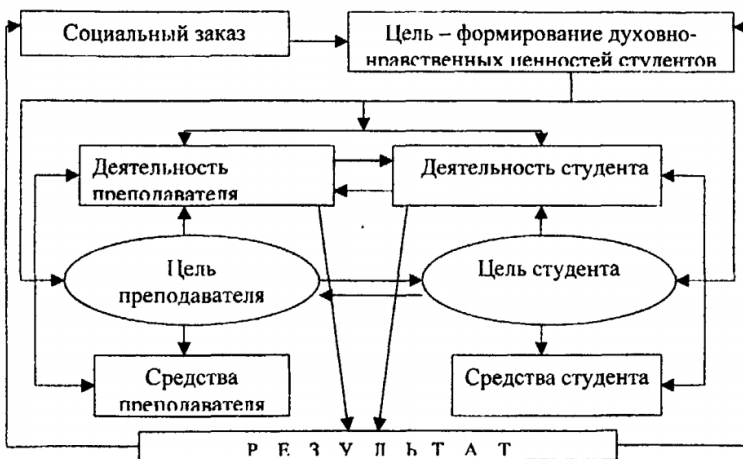 Социальный заказ
Цель – формирование духовно-
нравственных ценностей студентов
Деятельность
преподавателя
Деятельность студента
Цель
преподавателя
Цель студента
Средства
преподавателя
Средства студента
Р Е З У Л Ь Т А Т